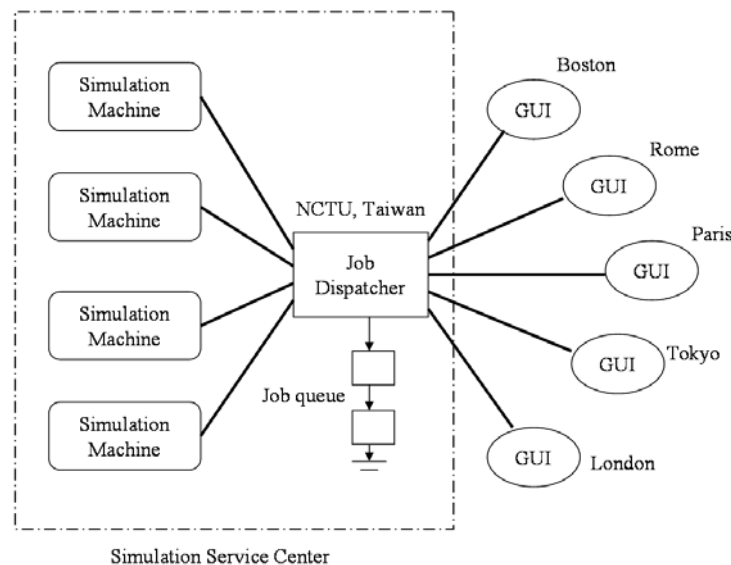 Boston
Simulation
Machine
GUI
Rome
GUI
Simulation
Machine
NCTU, Taiwan
Paris
Job
Dispatcher
GUI
Simulation
Machine
Tokyo
GUI
Job queue
Simulation
Machine
GUI
London
Simulation Service Center